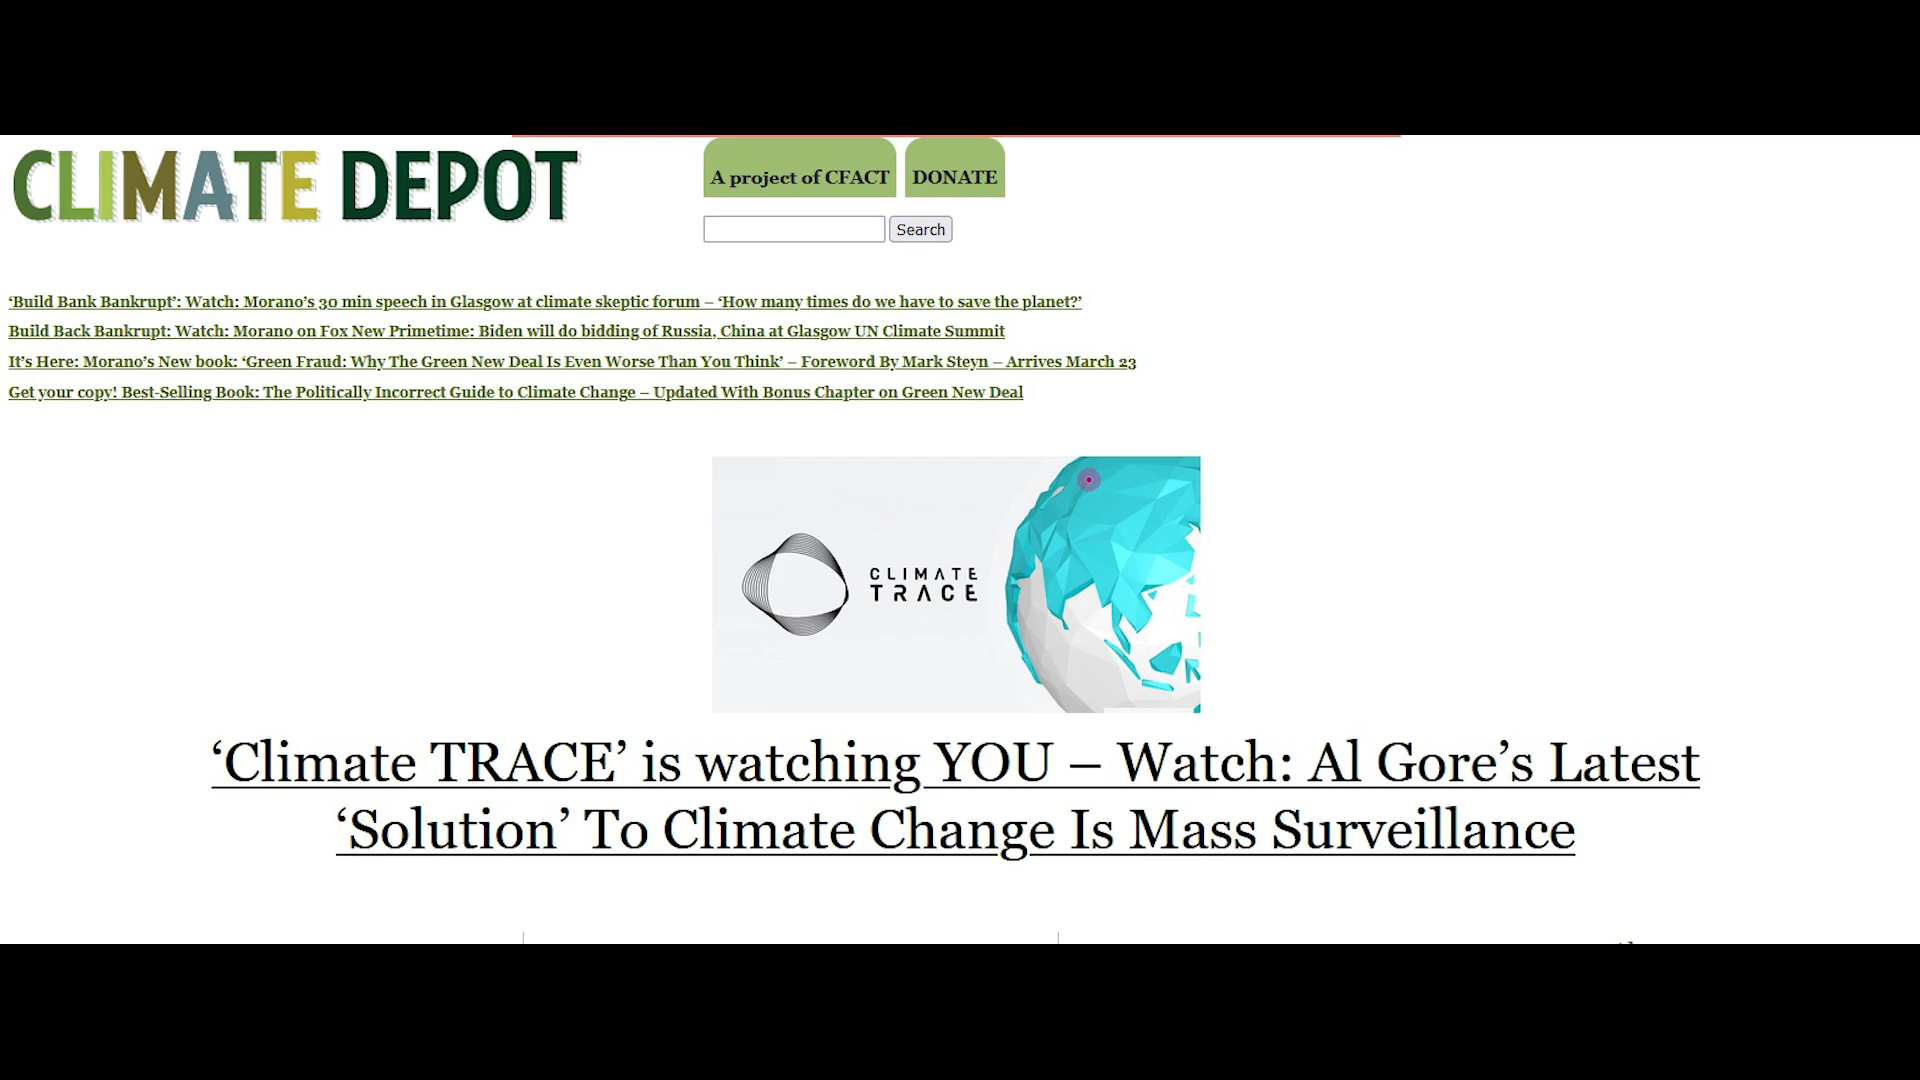 CLIMATE DEPOT
A project of CFACT
DONATE
Search
‘Build Bank Bankrupt’: Watch: Morano’s 30 min speech in Glasgow at climate skeptic forum – ‘How many times do we have to save the planet?’
Build Back Bankrupt: Watch: Morano on Fox New Primetime: Biden will do bidding of Russia, China at Glasgow UN Climate Summit
It’s Here: Morano’s New book: ‘Green Fraud: Why The Green New Deal Is Even Worse Than You Think’ – Foreword By Mark Steyn – Arrives March 23
Get your copy! Best-Selling Book: The Politically Incorrect Guide to Climate Change – Updated With Bonus Chapter on Green New Deal
CLIMATE
TRACE
‘Climate TRACE’ is watching YOU – Watch: Al Gore’s Latest
‘Solution’ To Climate Change Is Mass Surveillance